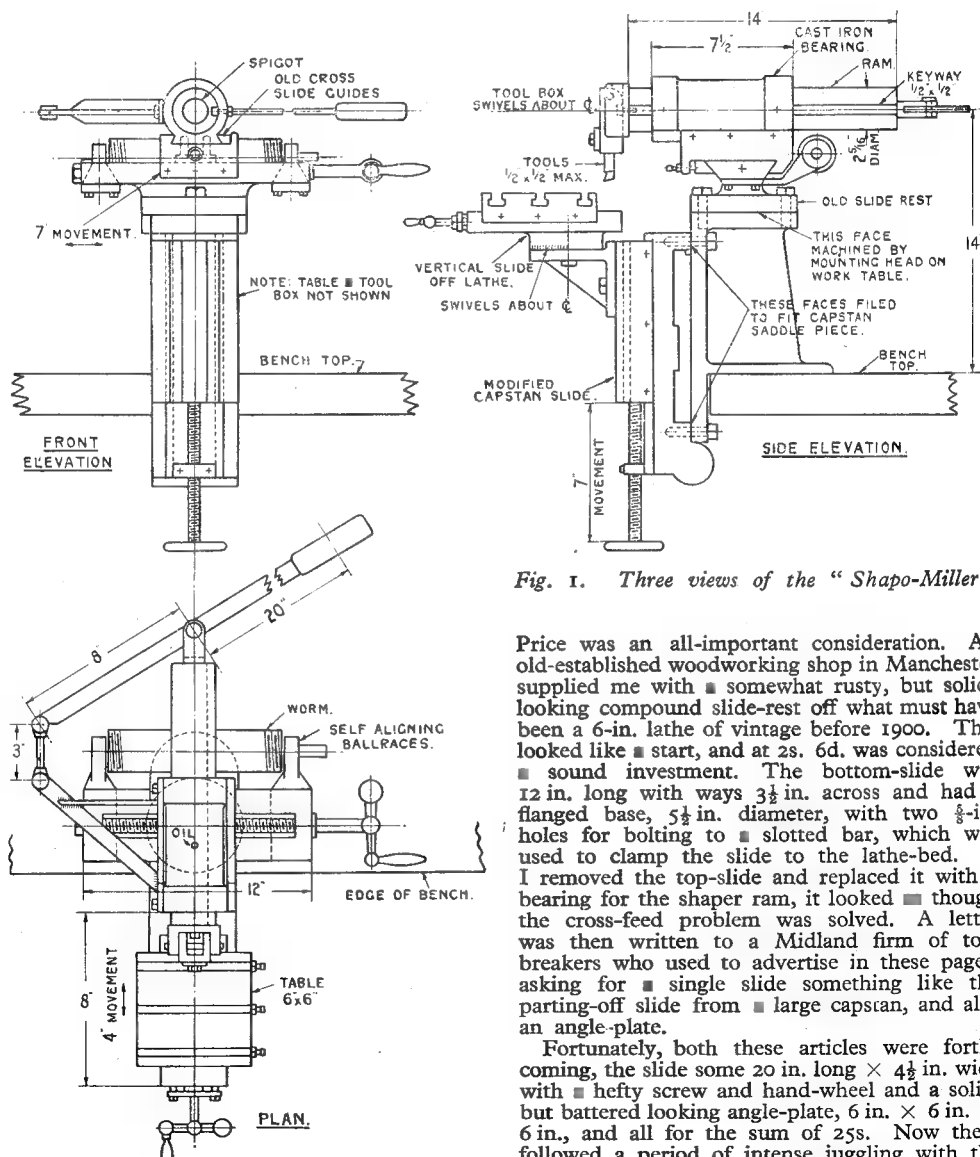 SPIGOT
OLD CROSS
SLIDE GUIDES
7" MOVEMENT.
NOTE: TABLE & TOOL
BOX NOT SHOWN
BENCH TOP.
FRONT
ELEVATION
14"
7½"
CAST IRON
BEARING.
RAM.
KEYWAY
½" x ½"
TOOL BOX
SWIVELS ABOUT ℄
TOOLS
½" x ½" MAX.
2 5/16"
DIAM.
OLD SLIDE REST
14"
THIS FACE
MACHINED BY
MOUNTING HEAD ON
WORK TABLE.
VERTICAL SLIDE
OFF LATHE.
SWIVELS ABOUT ℄
THESE FACES FILED
TO FIT CAPSTAN
SADDLE PIECE.
BENCH
TOP.
MODIFIED
CAPSTAN SLIDE.
7"
MOVEMENT
SIDE ELEVATION.
20"
8"
3"
WORM.
SELF ALIGNING
BALLRACES.
OIL
12"
EDGE OF BENCH.
8"
4" MOVEMENT
TABLE
6"x6"
PLAN.
Fig. 1. Three views of the " Shapo-Miller
Price was an all-important consideration.
old-established woodworking shop in
supplied me with a somewhat rusty, but
looking compound slide-rest off what must
been a 6-in. lathe of vintage before 1900.
looked like a start, and at 2s. 6d. was
a sound investment. The bottom-slide
12 in. long with ways 3½ in. across and had
flanged base, 5½ in. diameter, with two
holes for bolting to a slotted bar, which
used to clamp the slide to the lathe-bed.
I removed the top-slide and replaced it with
bearing for the shaper ram, it looked as
the cross-feed problem was solved. A
was then written to a Midland firm of
breakers who used to advertise in these
asking for a single slide something like
parting-off slide from a large capstan, and
an angle-plate.
Fortunately, both these articles were
coming, the slide some 20 in. long × 4½ in.
with a hefty screw and hand-wheel and a
but battered looking angle-plate, 6 in. × 6 in.
6 in., and all for the sum of 25s. Now
followed a period of intense juggling with